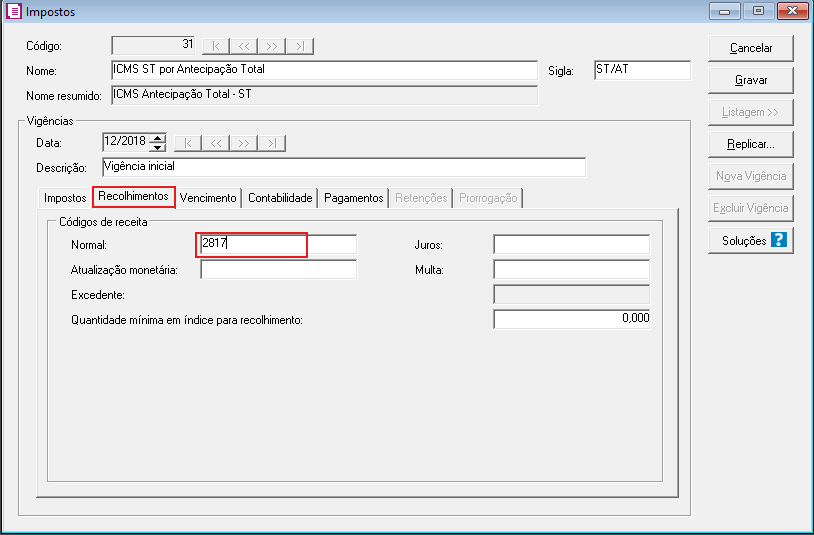 Impostos
Código: 31 |< << >> >|
Cancelar
Nome: ICMS ST por Antecipação Total Sigla: ST/AT
Gravar
Nome resumido: ICMS Antecipação Total - ST
Listagem >>
Vigências
Data: 12/2018 |< << >> >|
Replicar...
Descrição: Vigência inicial
Nova Vigência
Impostos Recolhimentos Vencimento Contabilidade Pagamentos Retenções Prorrogação
Excluir Vigência
Códigos de receita
Normal: 2817 Juros:
Soluções ?
Atualização monetária: Multa:
Excedente:
Quantidade mínima em índice para recolhimento: 0,000